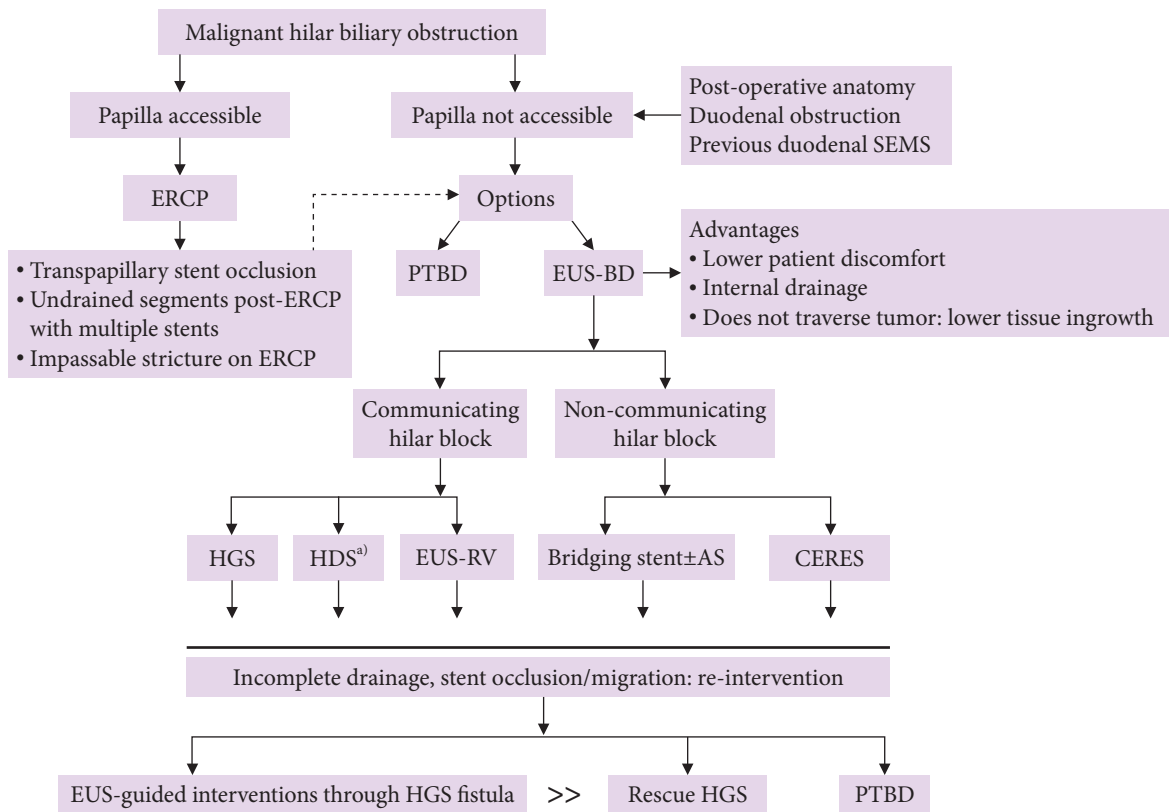 Malignant hilar biliary obstruction
Papilla accessible
Papilla not accessible
Post-operative anatomy
Duodenal obstruction
Previous duodenal SEMS
ERCP
Options
• Transpapillary stent occlusion
• Undrained segments post-ERCP
with multiple stents
• Impassable stricture on ERCP
PTBD
EUS-BD
Advantages
• Lower patient discomfort
• Internal drainage
• Does not traverse tumor: lower tissue ingrowth
Communicating
hilar block
Non-communicating
hilar block
HGS
HDSᵃ⁾
EUS-RV
Bridging stent±AS
CERES
Incomplete drainage, stent occlusion/migration: re-intervention
EUS-guided interventions through HGS fistula >> Rescue HGS PTBD